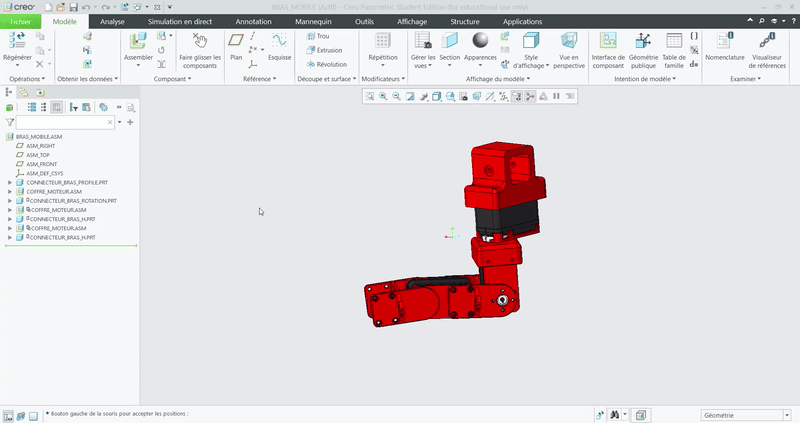 creo
BRAS_MOBILE (Actif) - Creo Parametric Student Edition (for educational use only)
Fichier Modèle Analyse Simulation en direct Annotation Mannequin Outils Affichage Structure Applications
Régénérer
Assembler
Faire glisser les composants
Plan
Esquisse
Trou
Extrusion
Révolution
Répétition
Gérer les vues
Section
Apparences
Style d'affichage
Vue en perspective
Interface de composant
Géométrie publique
Table de famille
Nomenclature
Visualiseur de références
Opérations
Obtenir les données
Composant
Référence
Découpe et surface
Modificateurs
Affichage du modèle
Intention de modèle
Examiner
BRAS_MOBILE.ASM
ASM_RIGHT
ASM_TOP
ASM_FRONT
ASM_DEF_CSYS
CONNECTEUR_BRAS_PROFILE.PRT
COFFRE_MOTEUR.ASM
CONNECTEUR_BRAS_ROTATION.PRT
COFFRE_MOTEUR.ASM
CONNECTEUR_BRAS_H.PRT
COFFRE_MOTEUR.ASM
CONNECTEUR_BRAS_H.PRT
• Bouton gauche de la souris pour accepter les positions ;
Géométrie